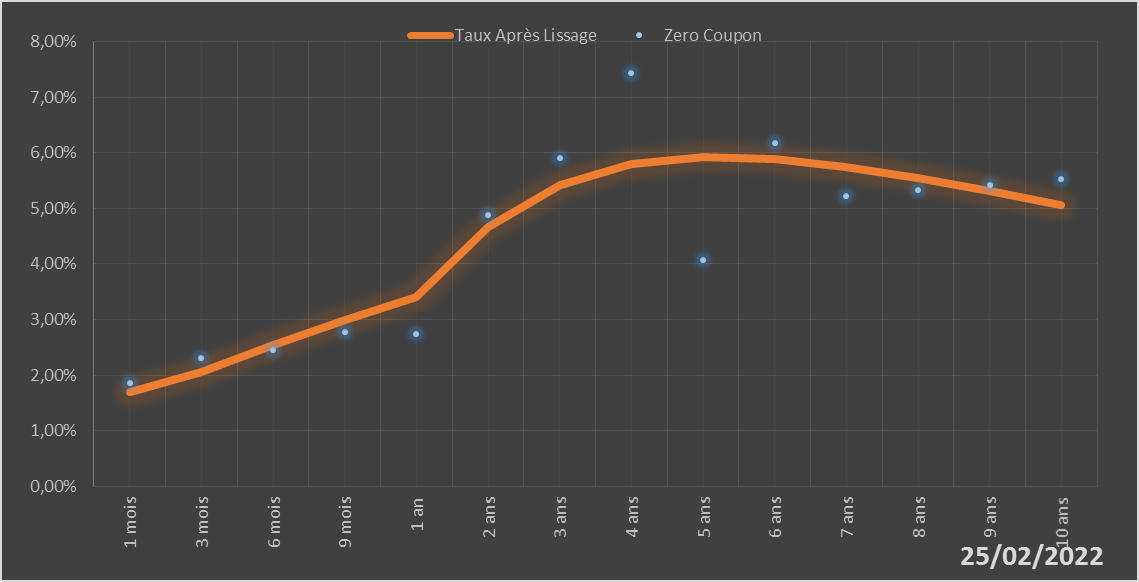 Taux Après Lissage
Zero Coupon
8,00%
7,00%
6,00%
5,00%
4,00%
3,00%
2,00%
1,00%
0,00%
1 mois
3 mois
6 mois
9 mois
1 an
2 ans
3 ans
4 ans
5 ans
6 ans
7 ans
8 ans
9 ans
10 ans
25/02/2022